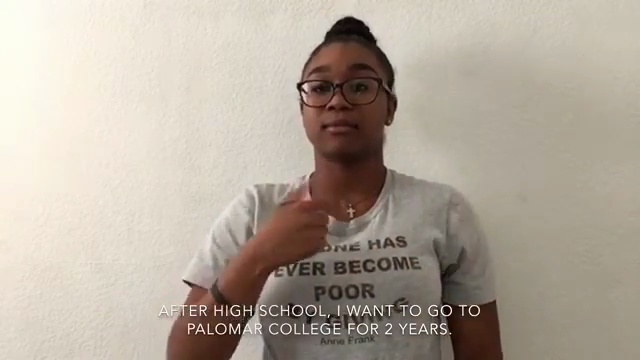 ONE HAS
EVER BECOME
POOR
GIVING
Anne Frank
AFTER HIGH SCHOOL, I WANT TO GO TO
PALOMAR COLLEGE FOR 2 YEARS.